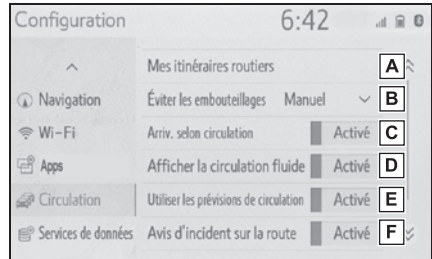 Configuration 6:42
Mes itinéraires routiers A
Navigation
Éviter les embouteillages Manuel B
Wi-Fi
Arriv. selon circulation Activé C
Apps
Afficher la circulation fluide Activé D
Circulation
Utiliser les prévisions de circulation Activé E
Services de données
Avis d'incident sur la route Activé F